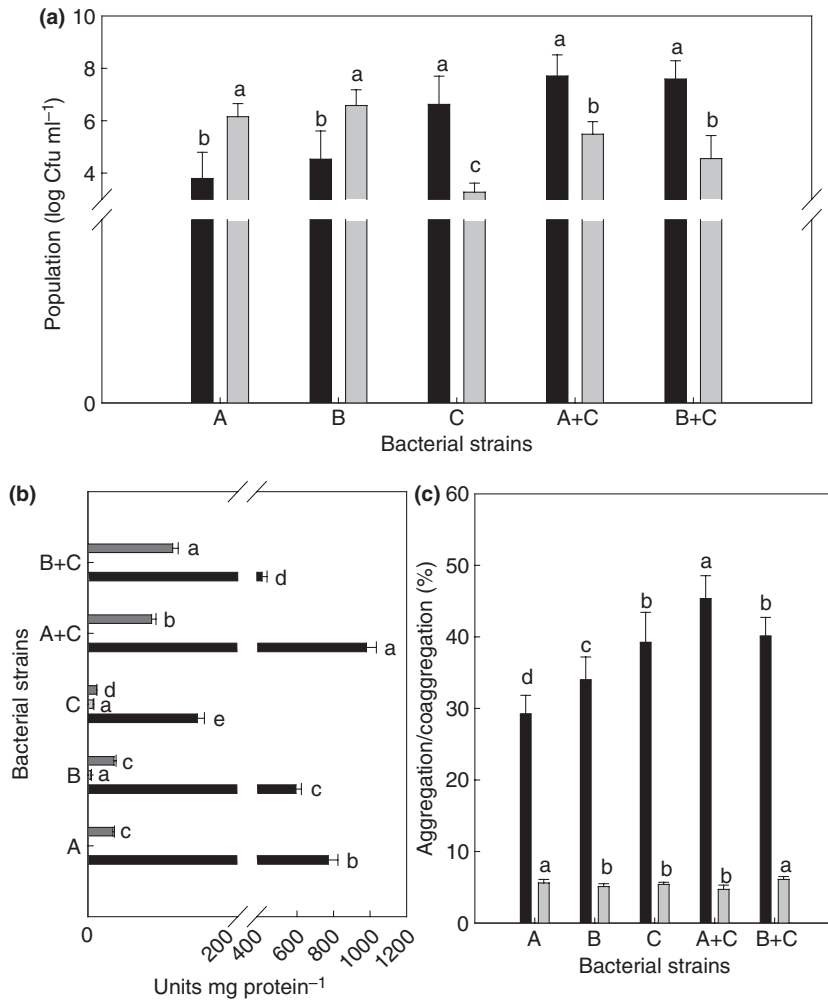 (a)
10
8
6
4
0
Population (log Cfu ml⁻¹)
b a b a a c a b a b
A B C A+C B+C
Bacterial strains
(b)
Bacterial strains
B+C
a
d
A+C
b
a
C
d
a
e
B
c
a
c
A
c
b
0 200 400 600 800 1000 1200
Units mg protein⁻¹
(c)
60
50
40
30
20
10
0
Aggregation/coaggregation (%)
d a c b b b a b b a
A B C A+C B+C
Bacterial strains